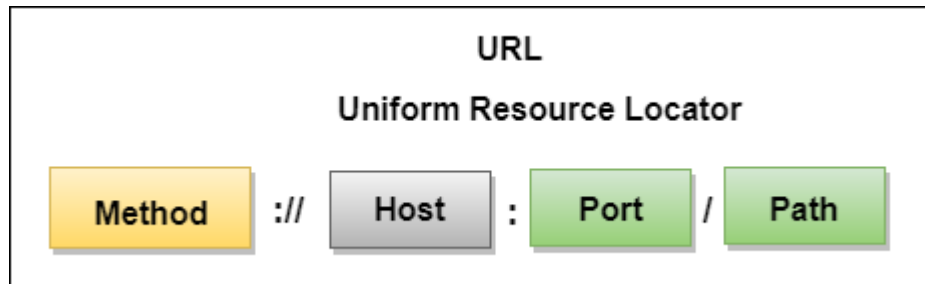 URL
Uniform Resource Locator
Method :// Host : Port / Path